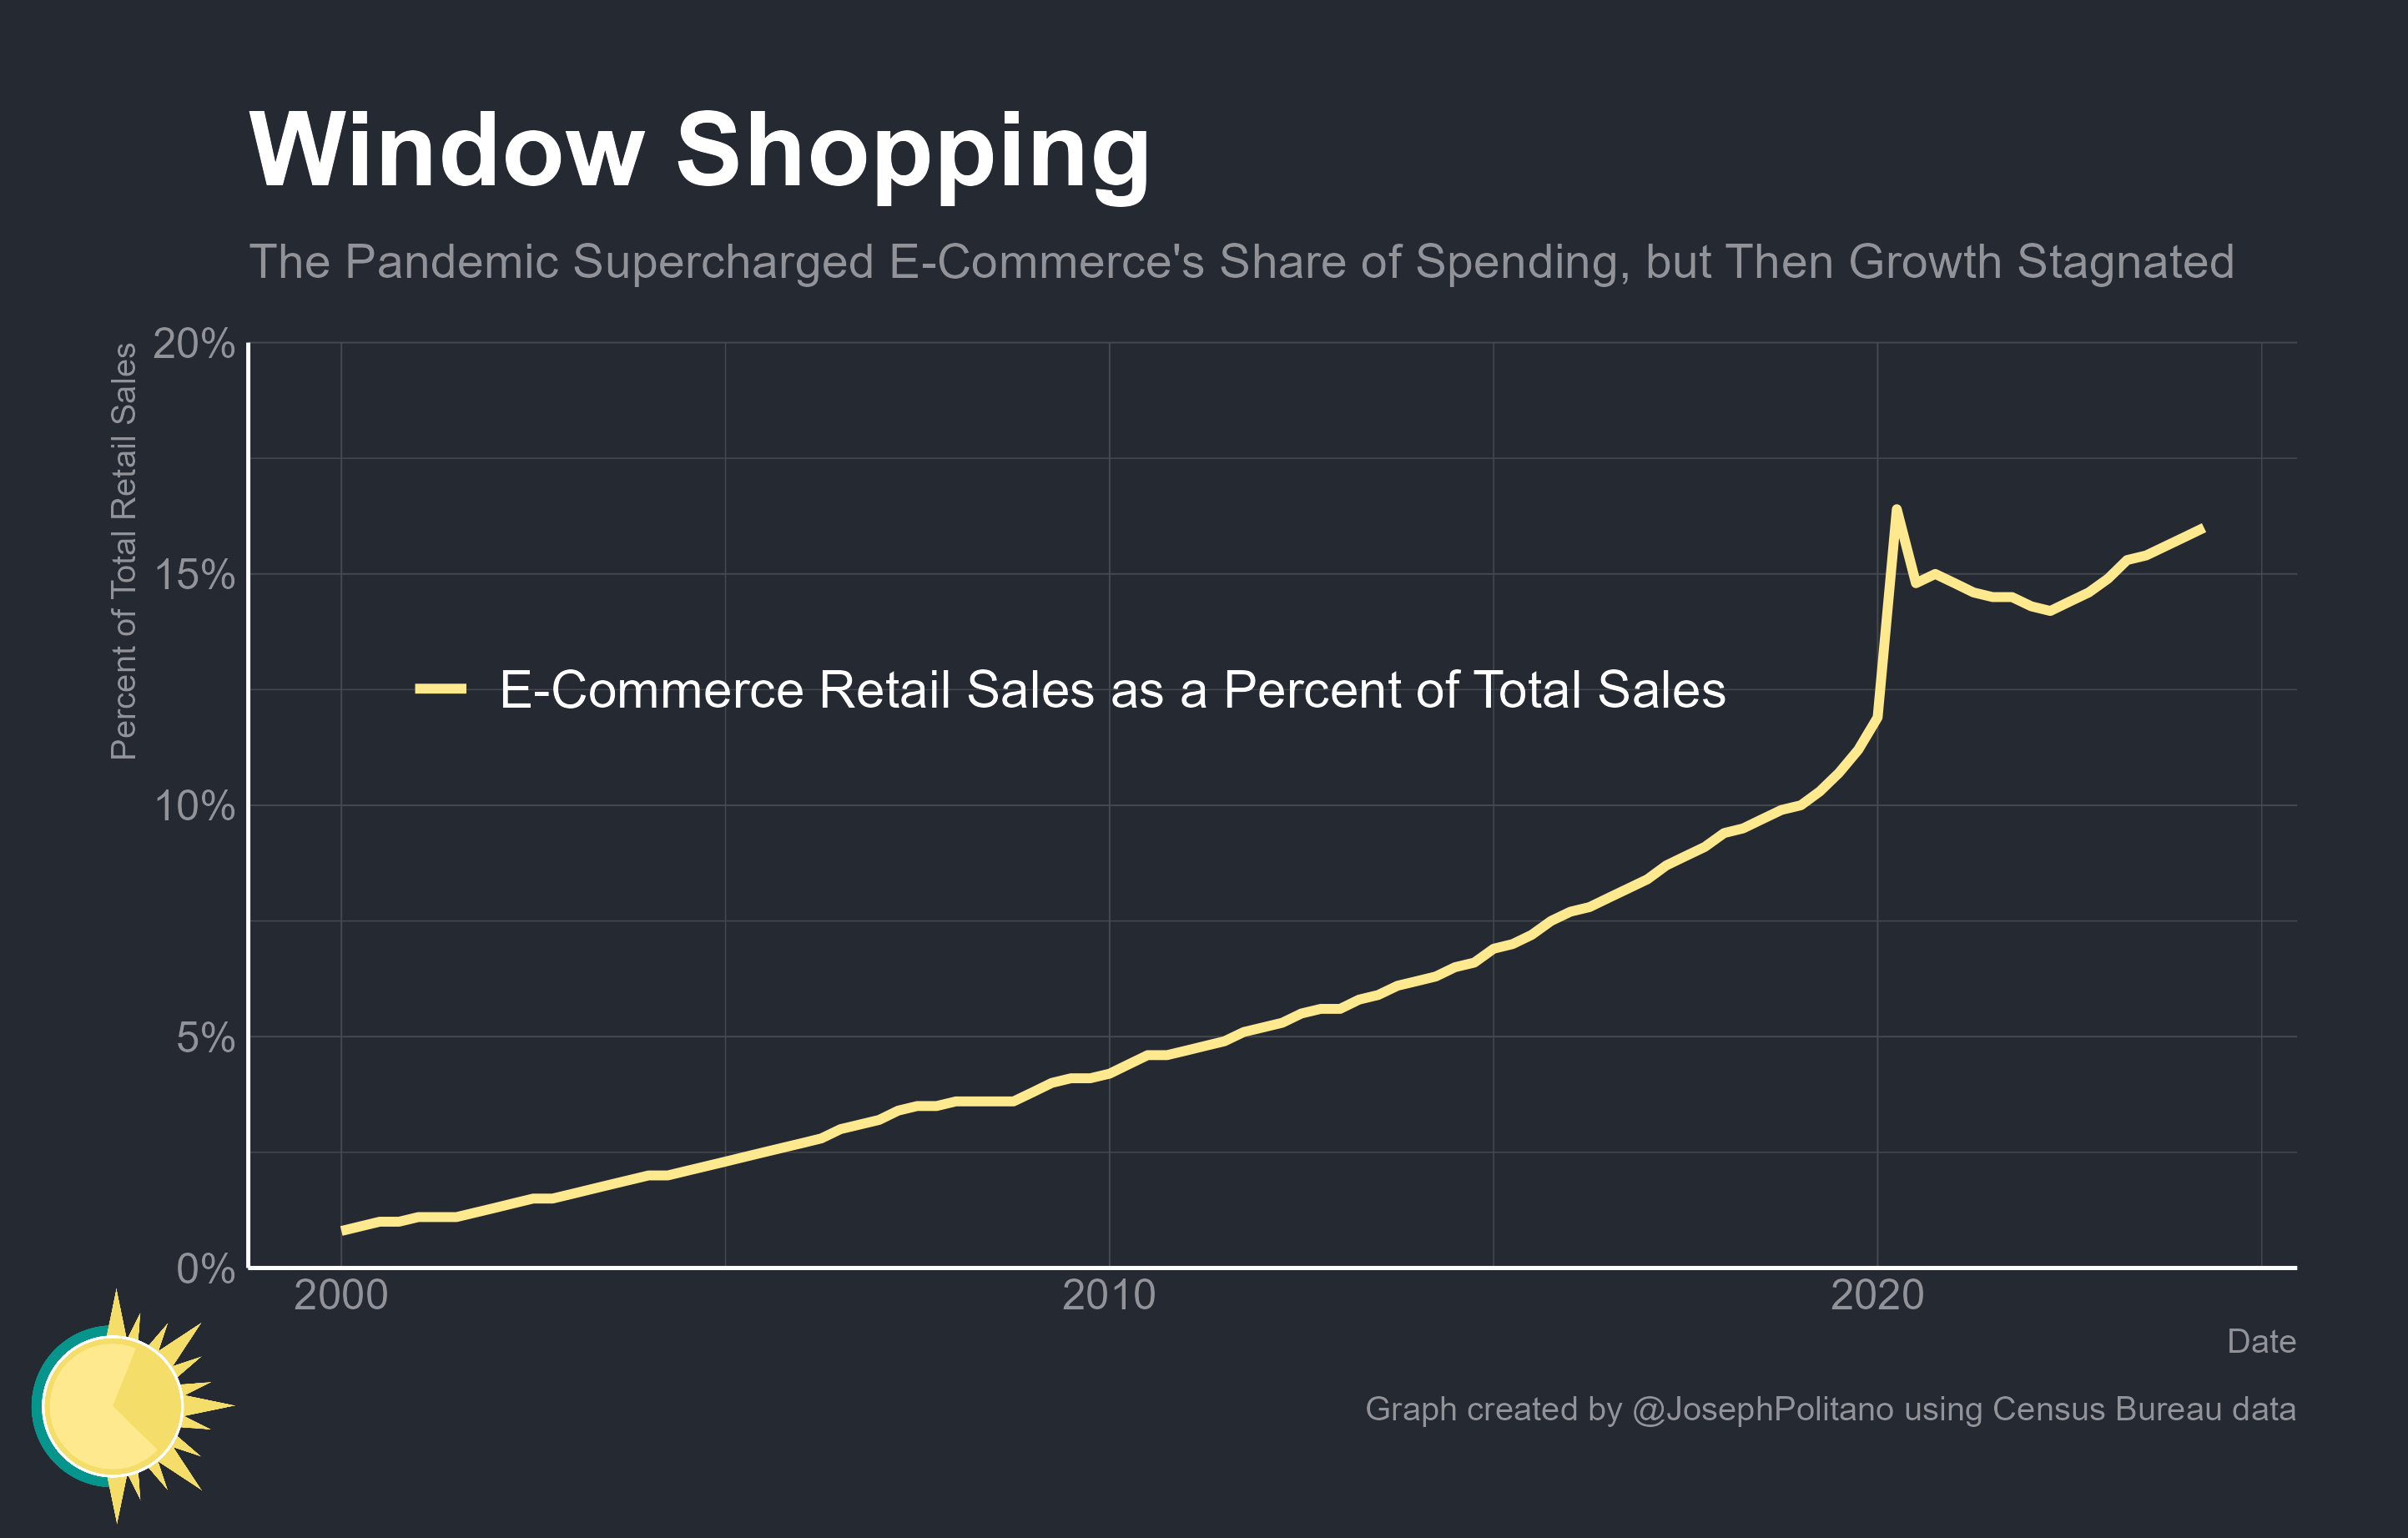 Window Shopping
The Pandemic Supercharged E-Commerce's Share of Spending, but Then Growth Stagnated
Percent of Total Retail Sales
20%
15%
10%
5%
0%
E-Commerce Retail Sales as a Percent of Total Sales
2000
2010
2020
Date
Graph created by @JosephPolitano using Census Bureau data